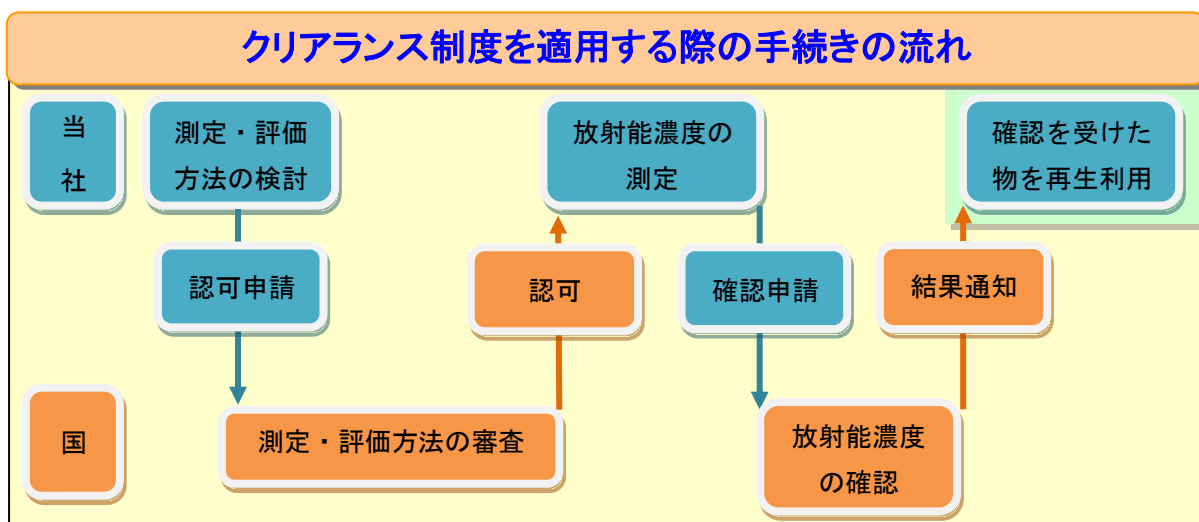 クリアランス制度を適用する際の手続きの流れ
当
社
測定・評価
方法の検討
放射能濃度の
測定
確認を受けた
物を再生利用
認可申請
認可
確認申請
結果通知
国
測定・評価方法の審査
放射能濃度
の確認